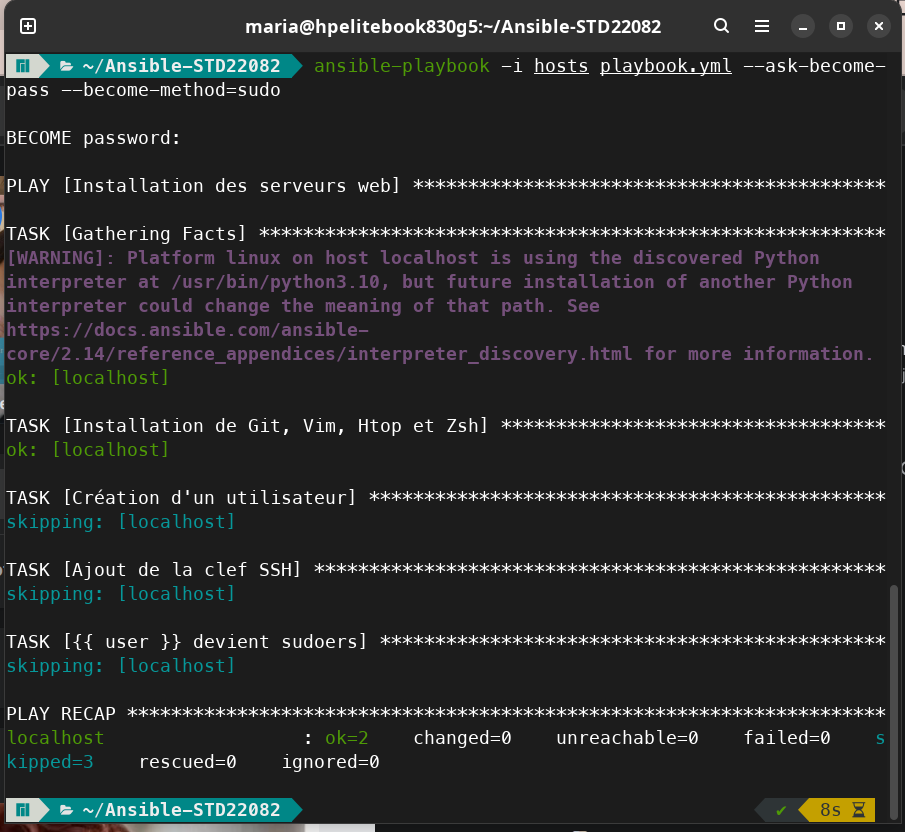 maria@hpelitebook830g5:~/Ansible-STD22082
~/Ansible-STD22082 ansible-playbook -i hosts playbook.yml --ask-become-
pass --become-method=sudo
BECOME password:
PLAY [Installation des serveurs web] *******************************************
TASK [Gathering Facts] *********************************************************
[WARNING]: Platform linux on host localhost is using the discovered Python
interpreter at /usr/bin/python3.10, but future installation of another Python
interpreter could change the meaning of that path. See
https://docs.ansible.com/ansible-
core/2.14/reference_appendices/interpreter_discovery.html for more information.
ok: [localhost]
TASK [Installation de Git, Vim, Htop et Zsh] ***********************************
ok: [localhost]
TASK [Création d'un utilisateur] ***********************************************
skipping: [localhost]
TASK [Ajout de la clef SSH] ****************************************************
skipping: [localhost]
TASK [{{ user }} devient sudoers] **********************************************
skipping: [localhost]
PLAY RECAP *********************************************************************
localhost                  : ok=2    changed=0    unreachable=0    failed=0    s
kipped=3    rescued=0    ignored=0
~/Ansible-STD22082 ✔ 8s